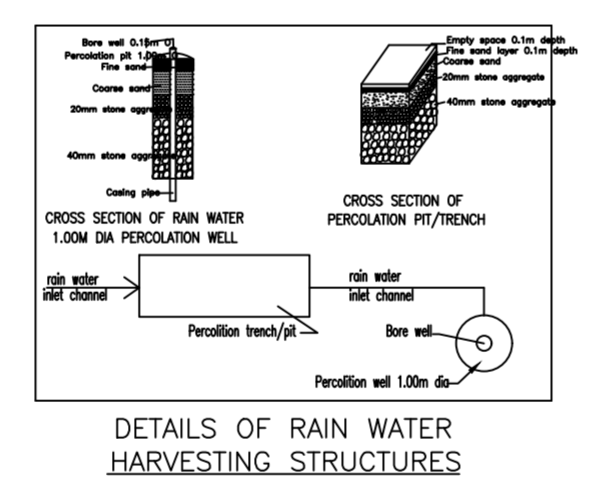 Bore well 0.15m
Percolation pit 1.00m
Fine sand
Coarse sand
20mm stone aggregate
40mm stone aggregate
Casing pipe
CROSS SECTION OF RAIN WATER
1.00M DIA PERCOLATION WELL
Empty space 0.1m depth
Fine sand layer 0.1m depth
Coarse sand
20mm stone aggregate
40mm stone aggregate
CROSS SECTION OF
PERCOLATION PIT/TRENCH
rain water
inlet channel
Percolition trench/pit
rain water
inlet channel
Bore well
Percolition well 1.00m dia
DETAILS OF RAIN WATER
HARVESTING STRUCTURES